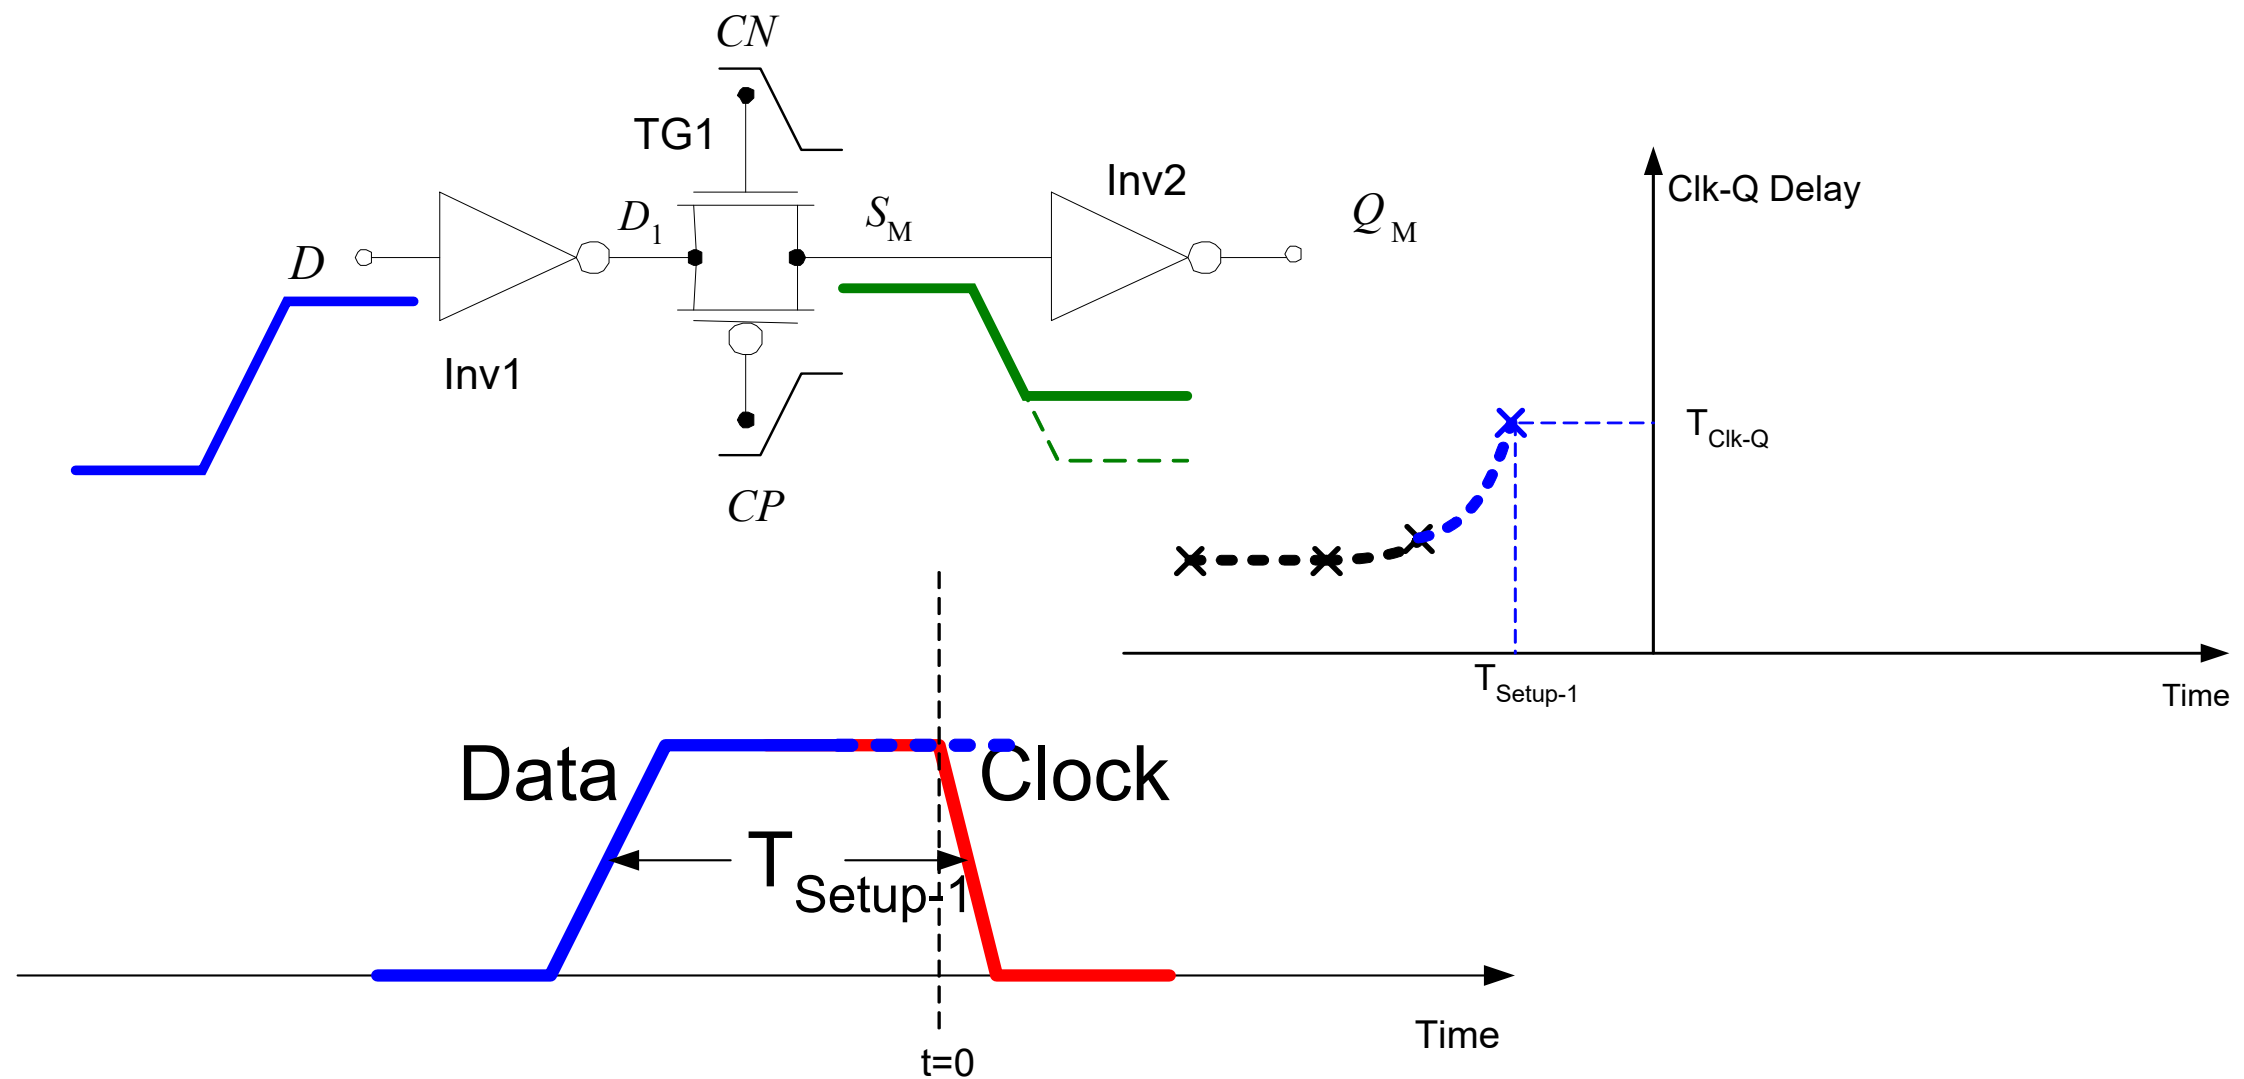 CN
TG1
Inv2
Clk-Q Delay
D
D1
SM
QM
Inv1
TClk-Q
CP
TSetup-1
Time
Data
Clock
TSetup-1
Time
t=0